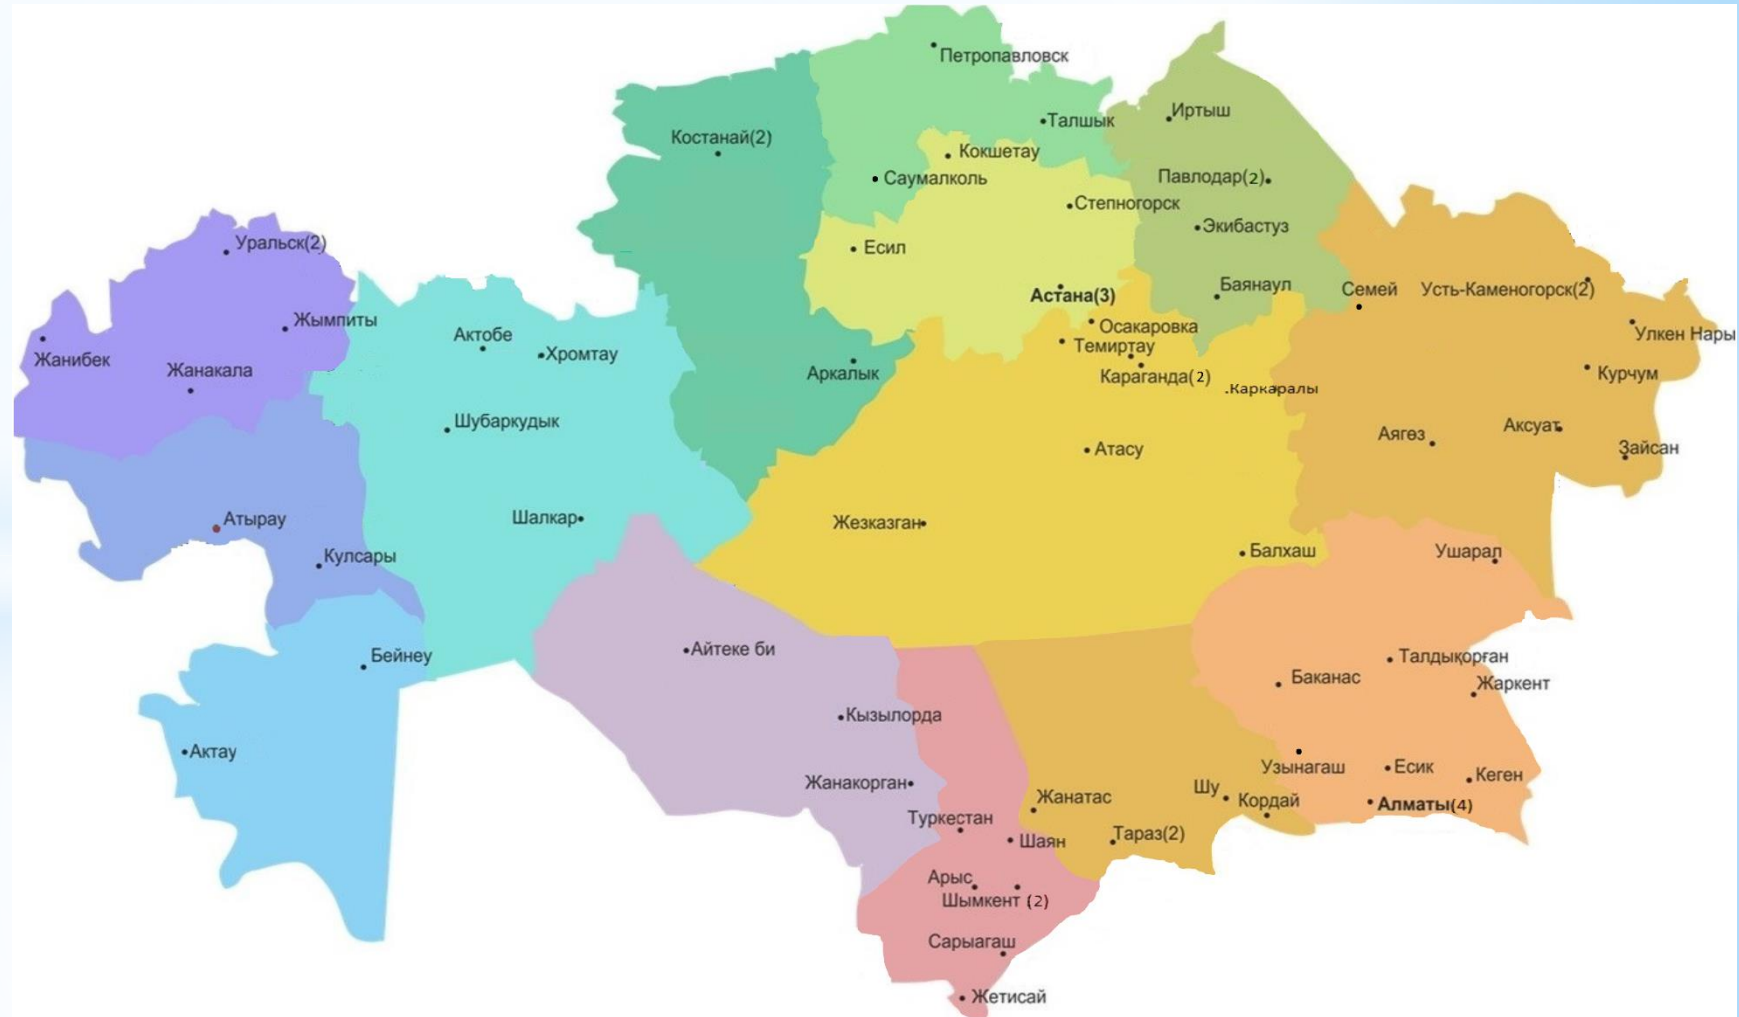 Петропавловск
Иртыш
Талшык
Костанай(2)
Кокшетау
Саумалколь
Павлодар(2)
Степногорск
Экибастуз
Уральск(2)
Есил
Баянаул
Астана(3)
Семей
Усть-Каменогорск(2)
Жымпиты
Осакаровка
Улкен Нары
Актобе
Хромтау
Темиртау
Жанибек
Жанакала
Аркалык
Караганда(2)
Каркаралы
Курчум
Шубаркудык
Аксуат
Аягөз
Атасу
Зайсан
Атырау
Шалкар
Жезказган
Кулсары
Балхаш
Ушарал
Бейнеу
Айтеке би
Талдықорған
Баканас
Жаркент
Кызылорда
Актау
Узынагаш
Есик
Кеген
Жанакорган
Шу
Жанатас
Кордай
Алматы(4)
Туркестан
Тараз(2)
Шаян
Арыс
Шымкент (2)
Сарыагаш
Жетисай